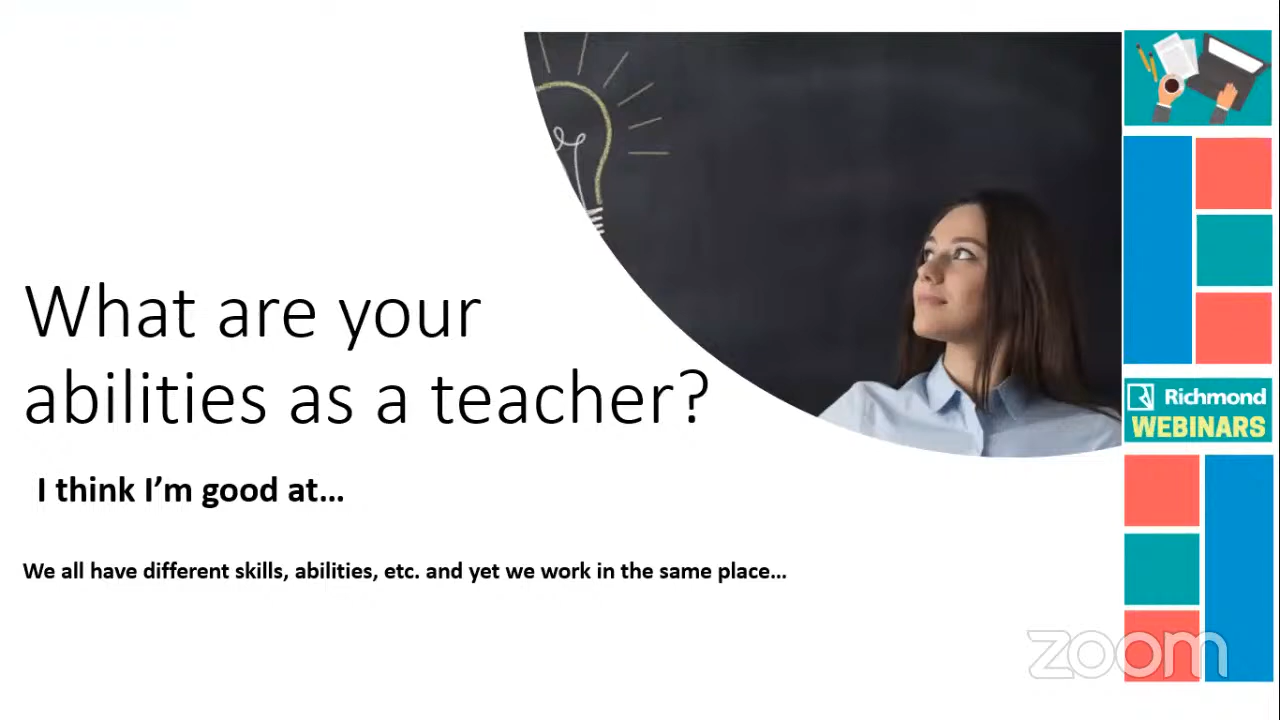 What are your
abilities as a teacher?
I think I'm good at...
We all have different skills, abilities, etc. and yet we work in the same place...
Richmond
WEBINARS
zoom